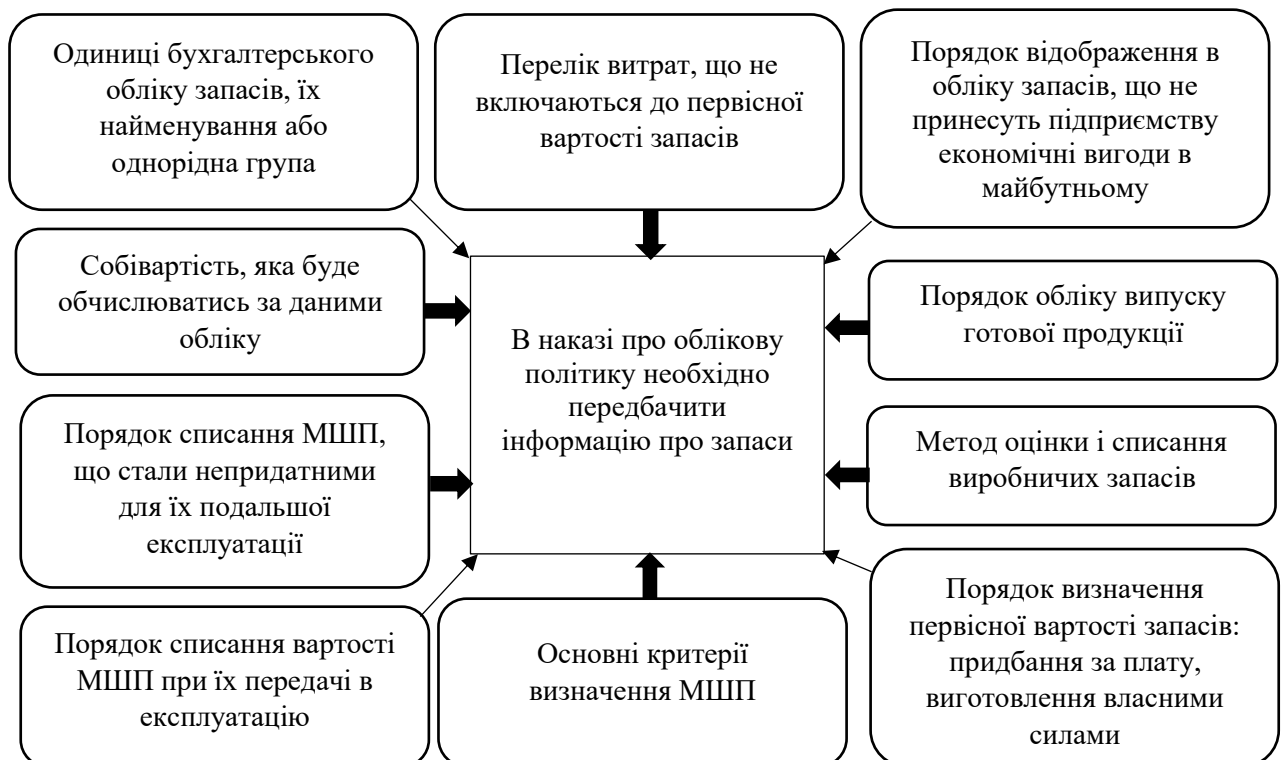 Одиниці бухгалтерського
обліку запасів, їх
найменування або
однорідна група
Перелік витрат, що не
включаються до первісної
вартості запасів
Порядок відображення в
обліку запасів, що не
принесуть підприємству
економічні вигоди в
майбутньому
Собівартість, яка буде
обчислюватись за даними
обліку
В наказі про облікову
політику необхідно
передбачити
інформацію про запаси
Порядок обліку випуску
готової продукції
Порядок списання МШП,
що стали непридатними
для їх подальшої
експлуатації
Метод оцінки і списання
виробничих запасів
Порядок списання вартості
МШП при їх передачі в
експлуатацію
Основні критерії
визначення МШП
Порядок визначення
первісної вартості запасів:
придбання за плату,
виготовлення власними
силами